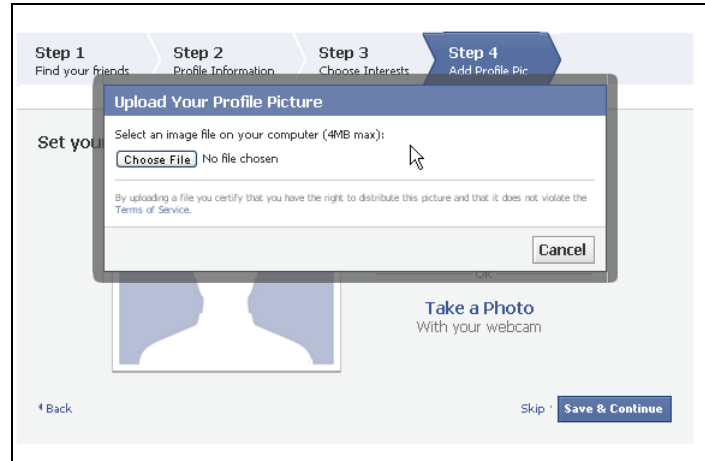 Step 1
Find your friends
Step 2
Profile Information
Step 3
Choose Interests
Step 4
Add Profile Pic
Upload Your Profile Picture
Set your
Select an image file on your computer (4MB max):
Choose File No file chosen
By uploading a file you certify that you have the right to distribute this picture and that it does not violate the
Terms of Service.
Cancel
Take a Photo
With your webcam
Back
Skip · Save & Continue